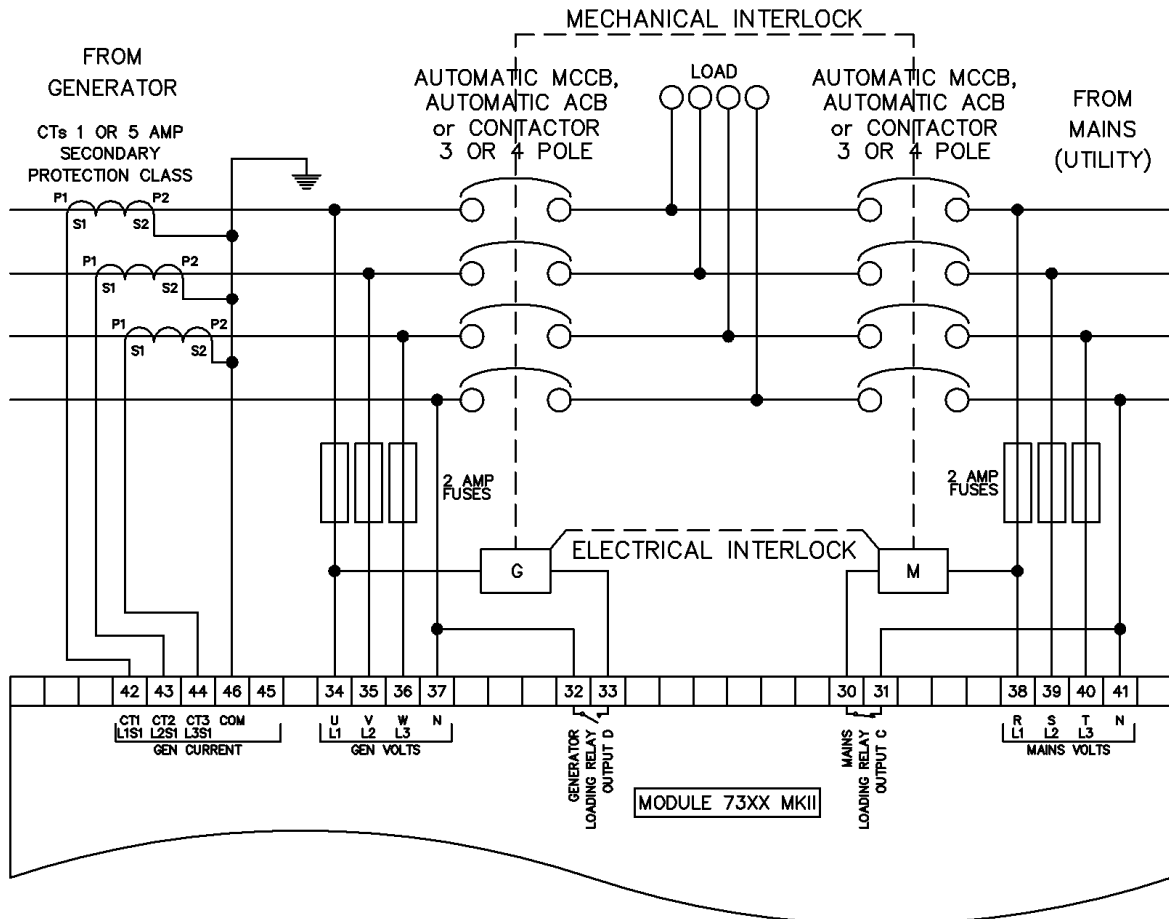 MECHANICAL INTERLOCK
FROM
GENERATOR
CTs 1 OR 5 AMP
SECONDARY
PROTECTION CLASS
AUTOMATIC MCCB,
AUTOMATIC ACB
or CONTACTOR
3 OR 4 POLE
LOAD
AUTOMATIC MCCB,
AUTOMATIC ACB
or CONTACTOR
3 OR 4 POLE
FROM
MAINS
(UTILITY)
P1 P2
S1 S2
P1 P2
S1 S2
P1 P2
S1 S2
2 AMP
FUSES
2 AMP
FUSES
ELECTRICAL INTERLOCK
G
M
42 43 44 46 45 34 35 36 37 32 33 30 31 38 39 40 41
CT1 CT2 CT3 COM
L1S1 L2S1 L3S1
GEN CURRENT
U V W N
L1 L2 L3
GEN VOLTS
GENERATOR
LOADING RELAY
OUTPUT D
MODULE 73XX MKII
MAINS
LOADING RELAY
OUTPUT C
R S T N
L1 L2 L3
MAINS VOLTS